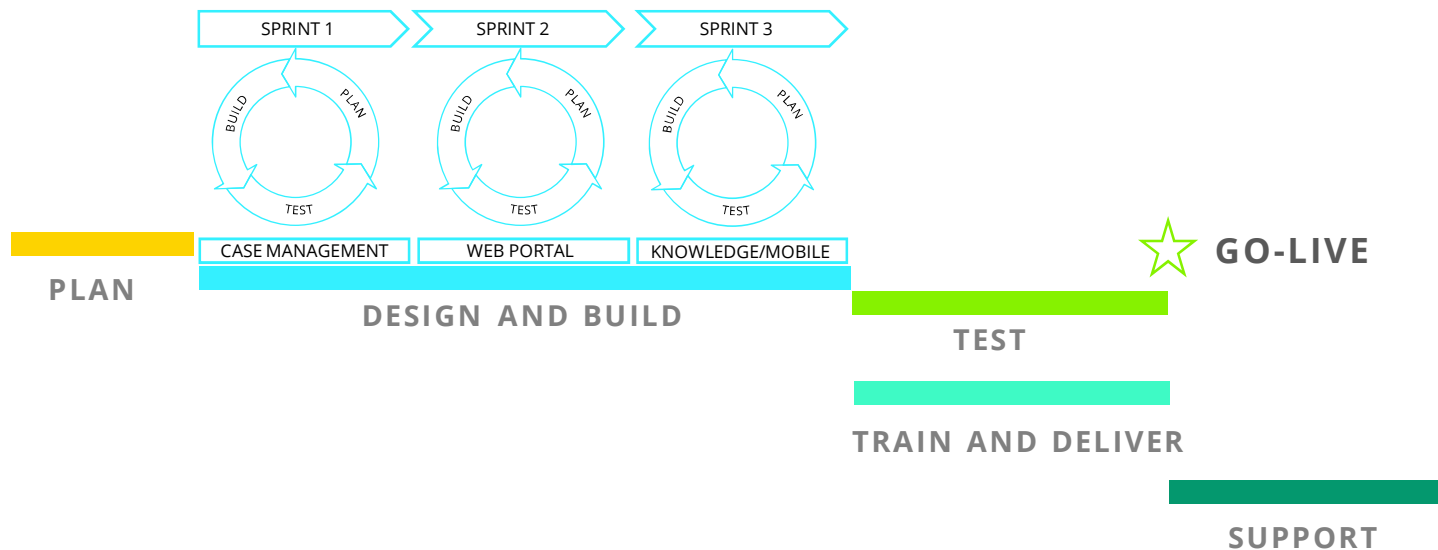 SPRINT 1
SPRINT 2
SPRINT 3
BUILD
PLAN
TEST
BUILD
PLAN
TEST
BUILD
PLAN
TEST
CASE MANAGEMENT
WEB PORTAL
KNOWLEDGE/MOBILE
GO-LIVE
PLAN
DESIGN AND BUILD
TEST
TRAIN AND DELIVER
SUPPORT